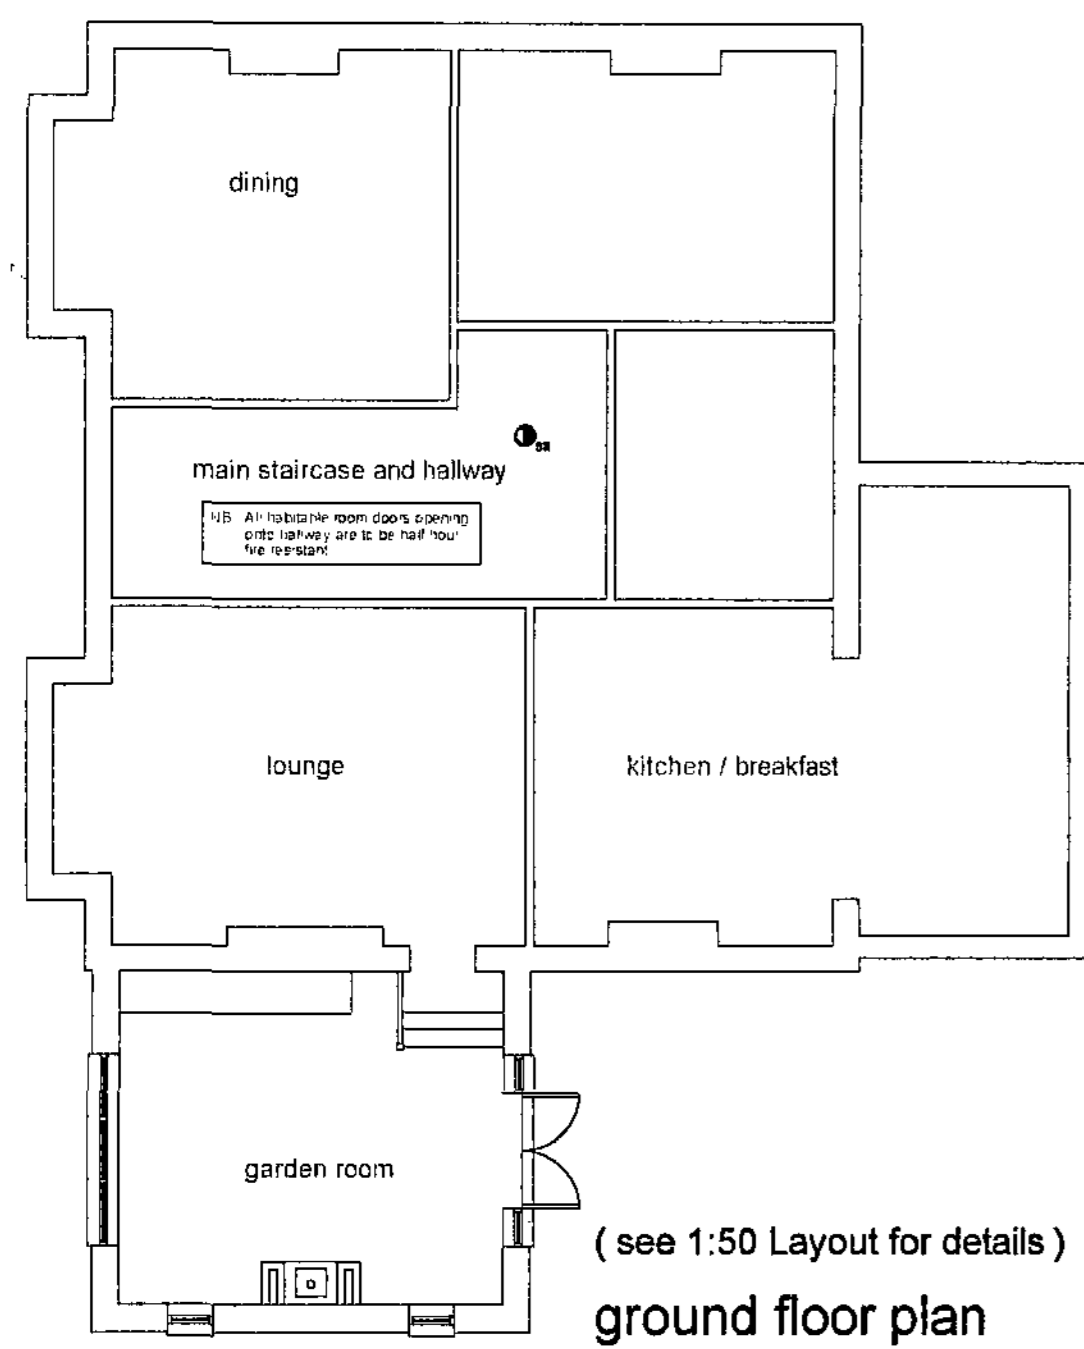 dining
main staircase and hallway
NB All habitable room doors opening
onto hallway are to be half hour
fire resistant
lounge
kitchen / breakfast
garden room
( see 1:50 Layout for details )
ground floor plan